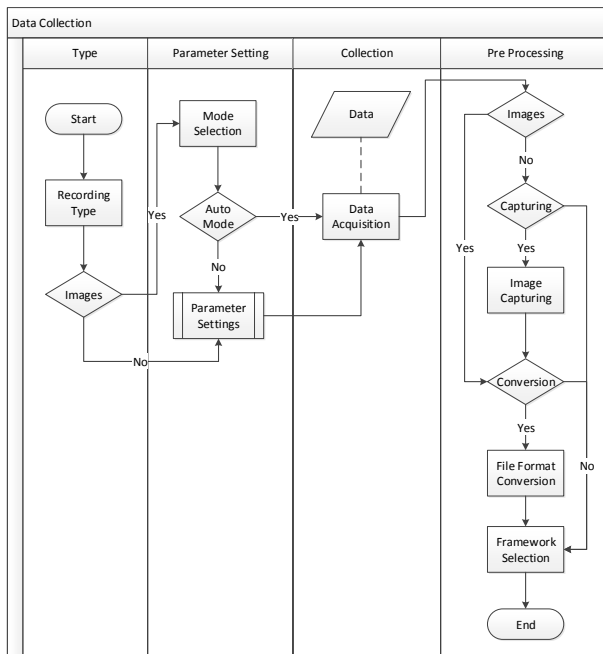 Data Collection
Type
Parameter Setting
Collection
Pre Processing
Start
Recording
Type
Images
Yes
No
Mode
Selection
Auto
Mode
Yes
No
Parameter
Settings
Data
Data
Acquisition
Images
No
Yes
Capturing
Yes
Image
Capturing
Conversion
Yes
No
File Format
Conversion
Framework
Selection
End